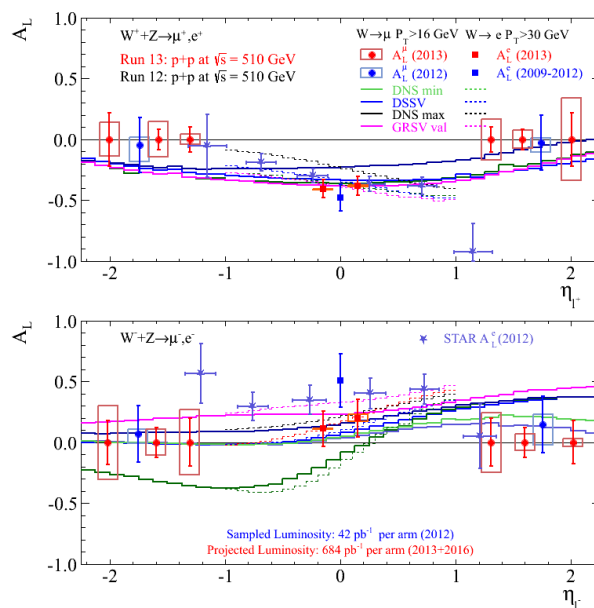 A_L
1.0
W⁺+Z→μ⁺,e⁺
W→μ P_T>16 GeV W→ e P_T>30 GeV
Run 13: p+p at √s = 510 GeV
A_L^μ (2013) A_L^e (2013)
Run 12: p+p at √s = 510 GeV
A_L^μ (2012) A_L^e (2009-2012)
0.5
DNS min
DSSV
DNS max
GRSV val
0.0
-0.5
-1.0
-2 -1 0 1 2
η_l⁺
A_L
1.0
W⁻+Z→μ⁻,e⁻
STAR A_L^e (2012)
0.5
0.0
-0.5
Sampled Luminosity: 42 pb⁻¹ per arm (2012)
Projected Luminosity: 684 pb⁻¹ per arm (2013+2016)
-1.0
-2 -1 0 1 2
η_l⁻